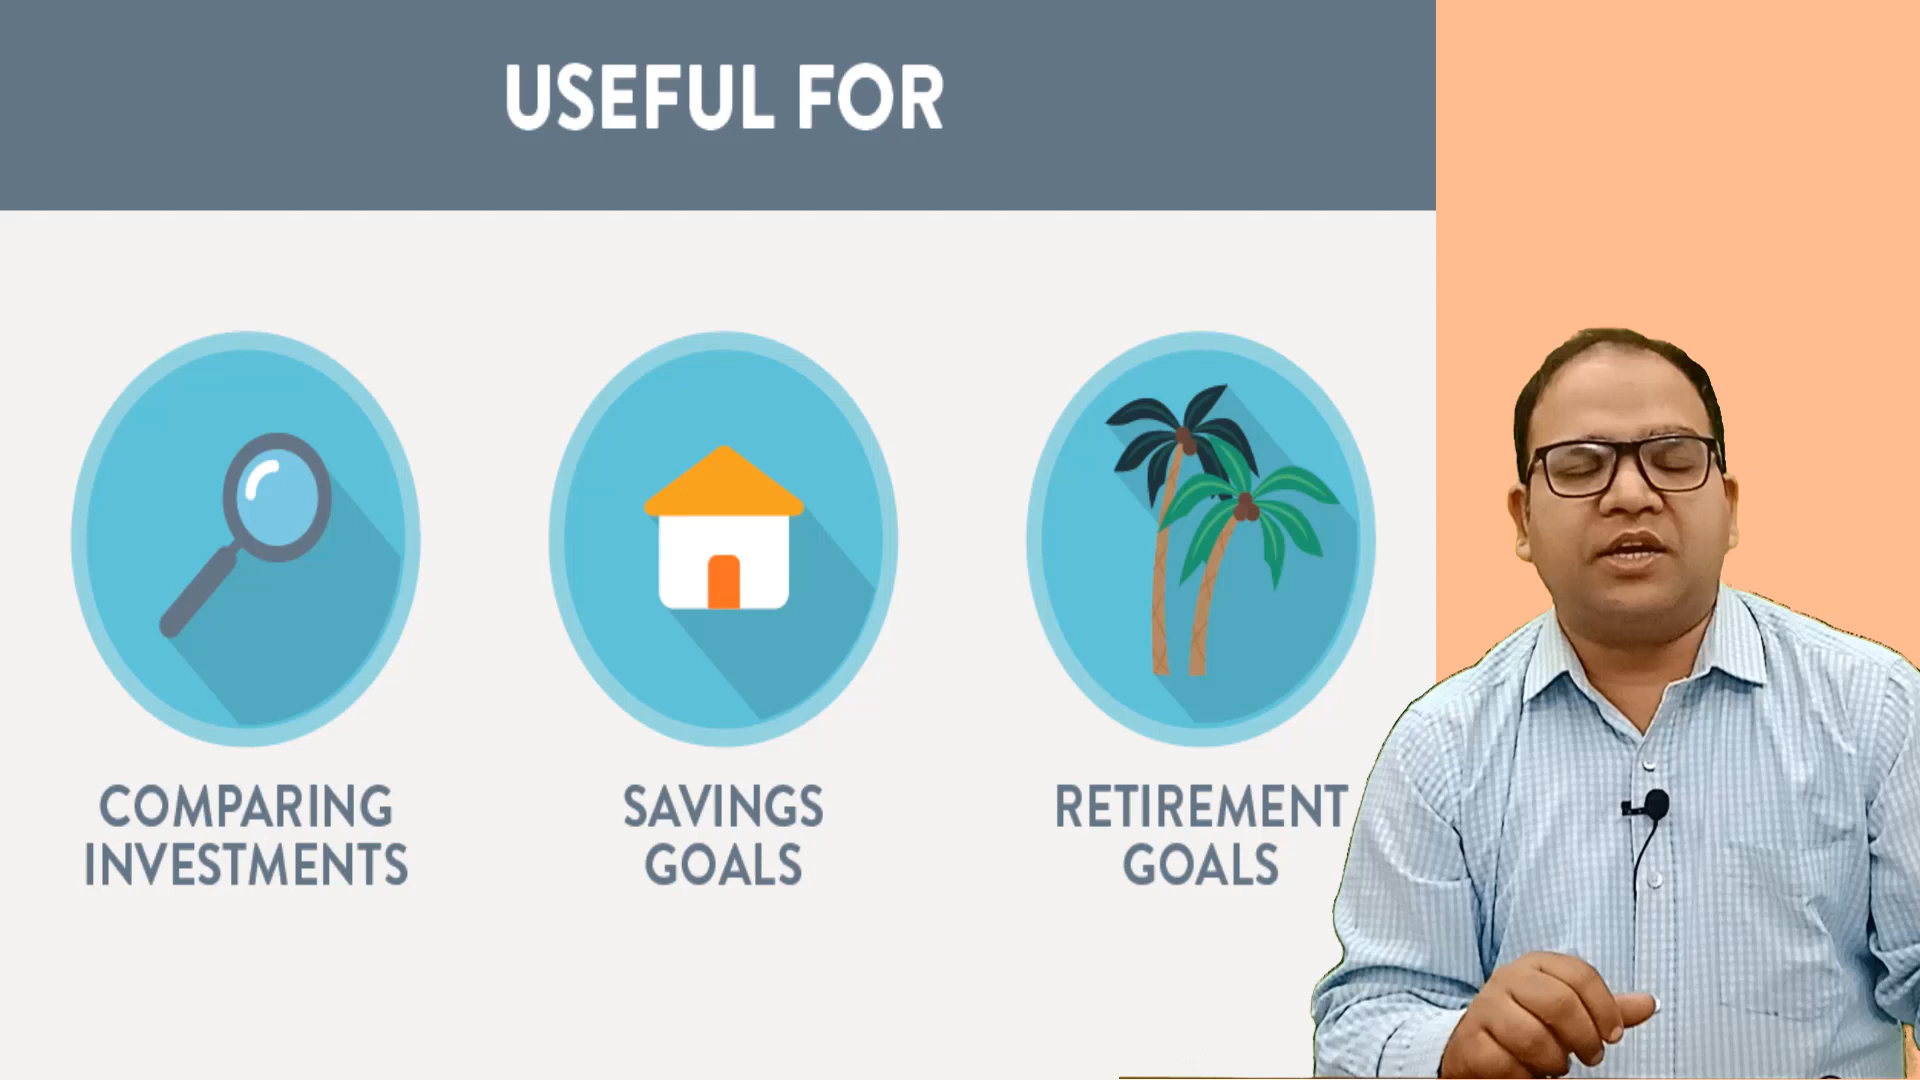 USEFUL FOR
COMPARING
INVESTMENTS
SAVINGS
GOALS
RETIREMENT
GOALS